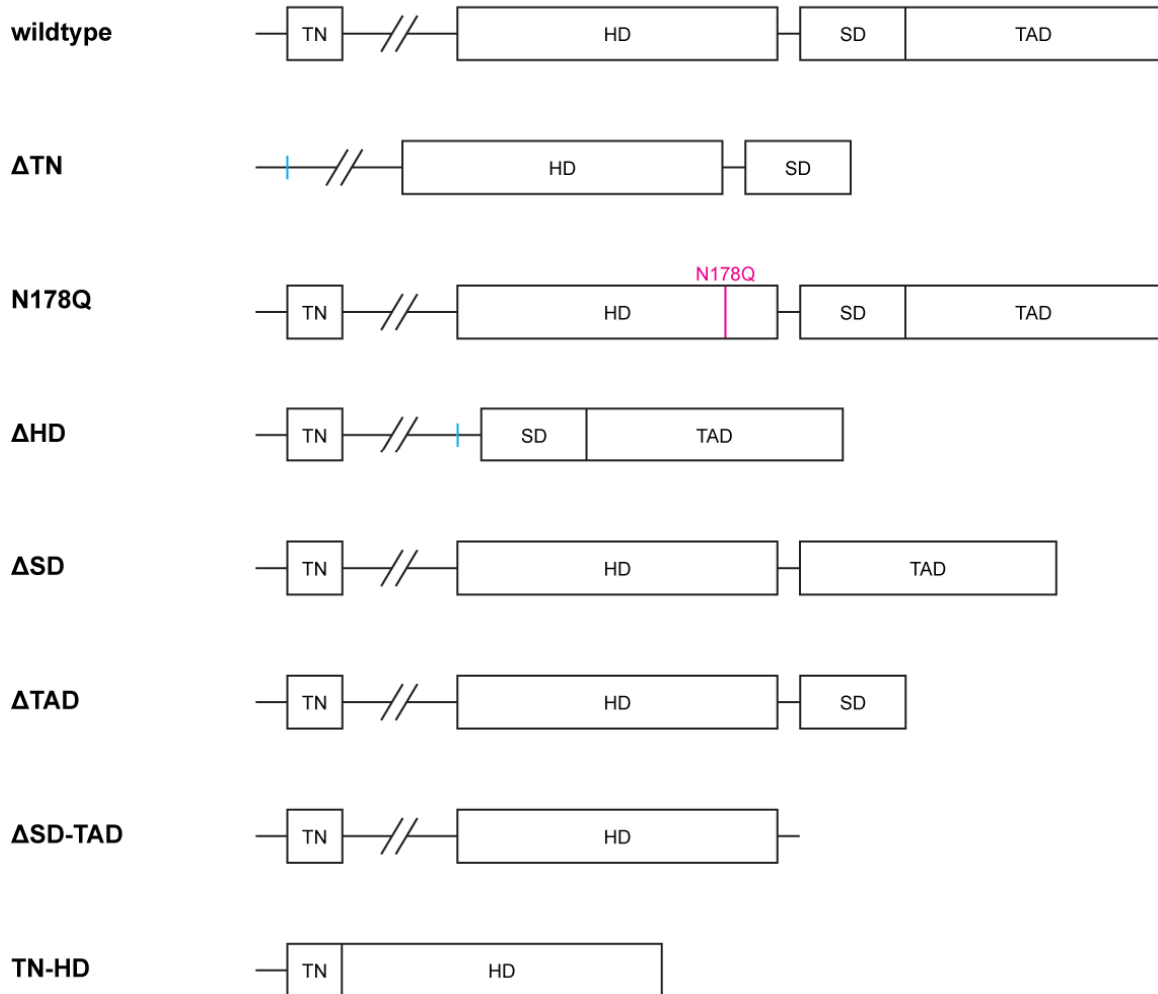 wildtype TN HD SD TAD
ΔTN HD SD
N178Q
N178Q TN HD SD TAD
ΔHD TN SD TAD
ΔSD TN HD TAD
ΔTAD TN HD SD
ΔSD-TAD TN HD
TN-HD TN HD